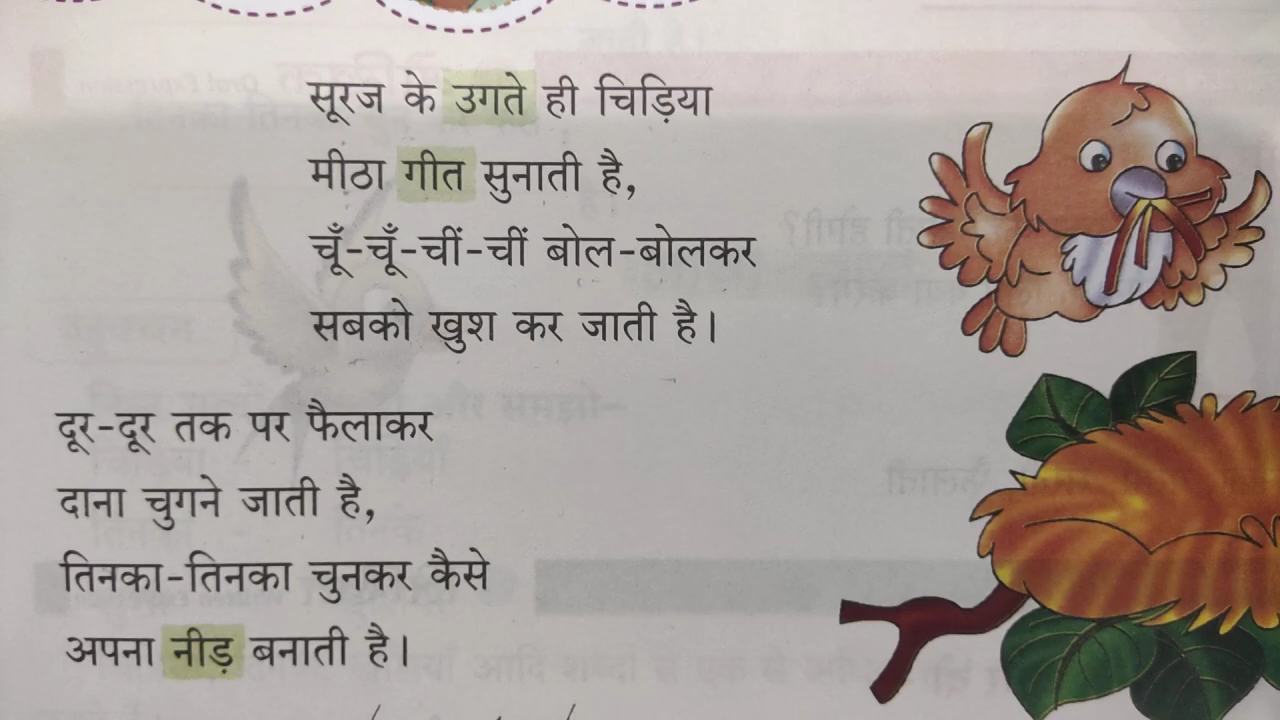 सूरज के उगते ही चिड़िया
मीठा गीत सुनाती है,
चूँ-चूँ-चीं-चीं बोल-बोलकर
सबको खुश कर जाती है।
दूर-दूर तक पर फैलाकर
दाना चुगने जाती है,
तिनका-तिनका चुनकर कैसे
अपना नीड़ बनाती है।